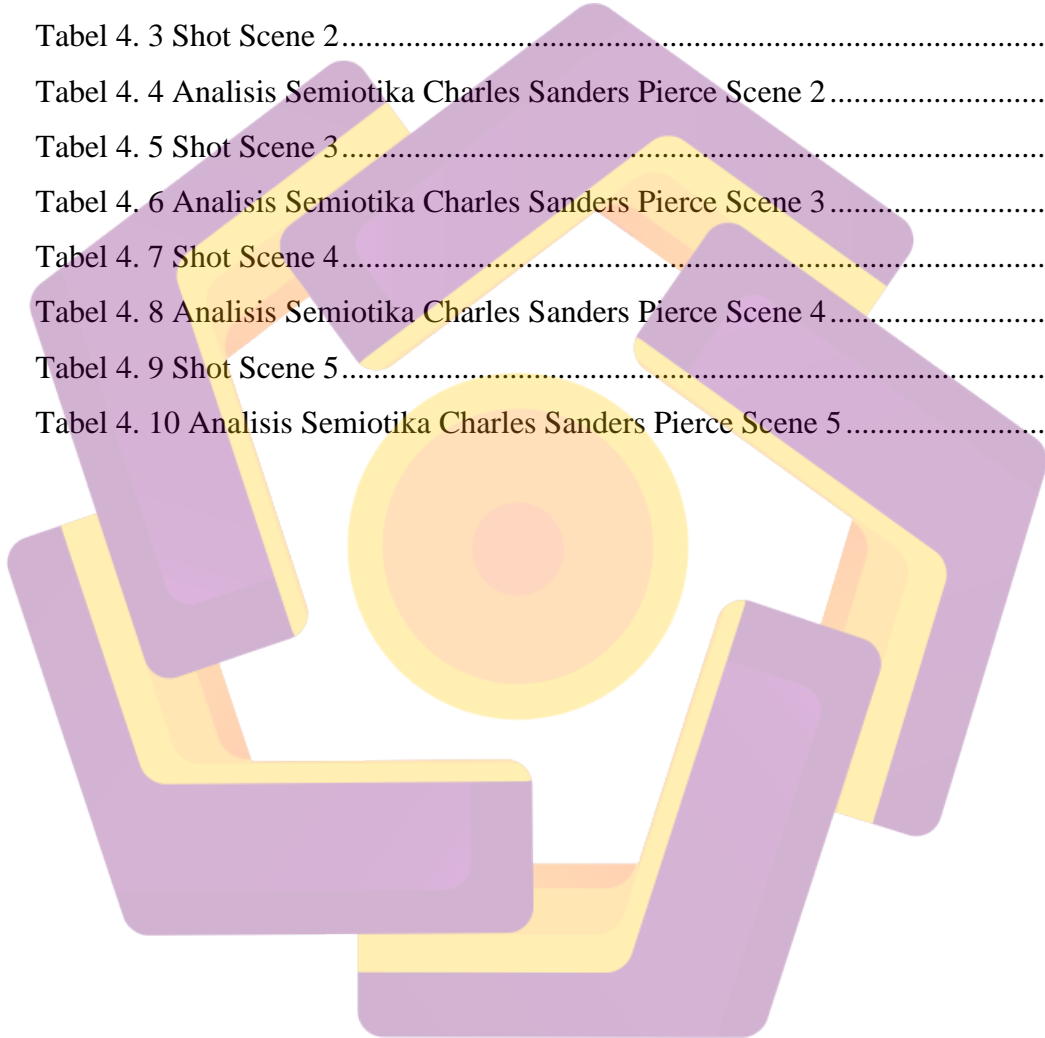 Tabel 4. 3 Shot Scene 2............................................................................................
Tabel 4. 4 Analisis Semiotika Charles Sanders Pierce Scene 2............................
Tabel 4. 5 Shot Scene 3............................................................................................
Tabel 4. 6 Analisis Semiotika Charles Sanders Pierce Scene 3............................
Tabel 4. 7 Shot Scene 4............................................................................................
Tabel 4. 8 Analisis Semiotika Charles Sanders Pierce Scene 4............................
Tabel 4. 9 Shot Scene 5............................................................................................
Tabel 4. 10 Analisis Semiotika Charles Sanders Pierce Scene 5..........................